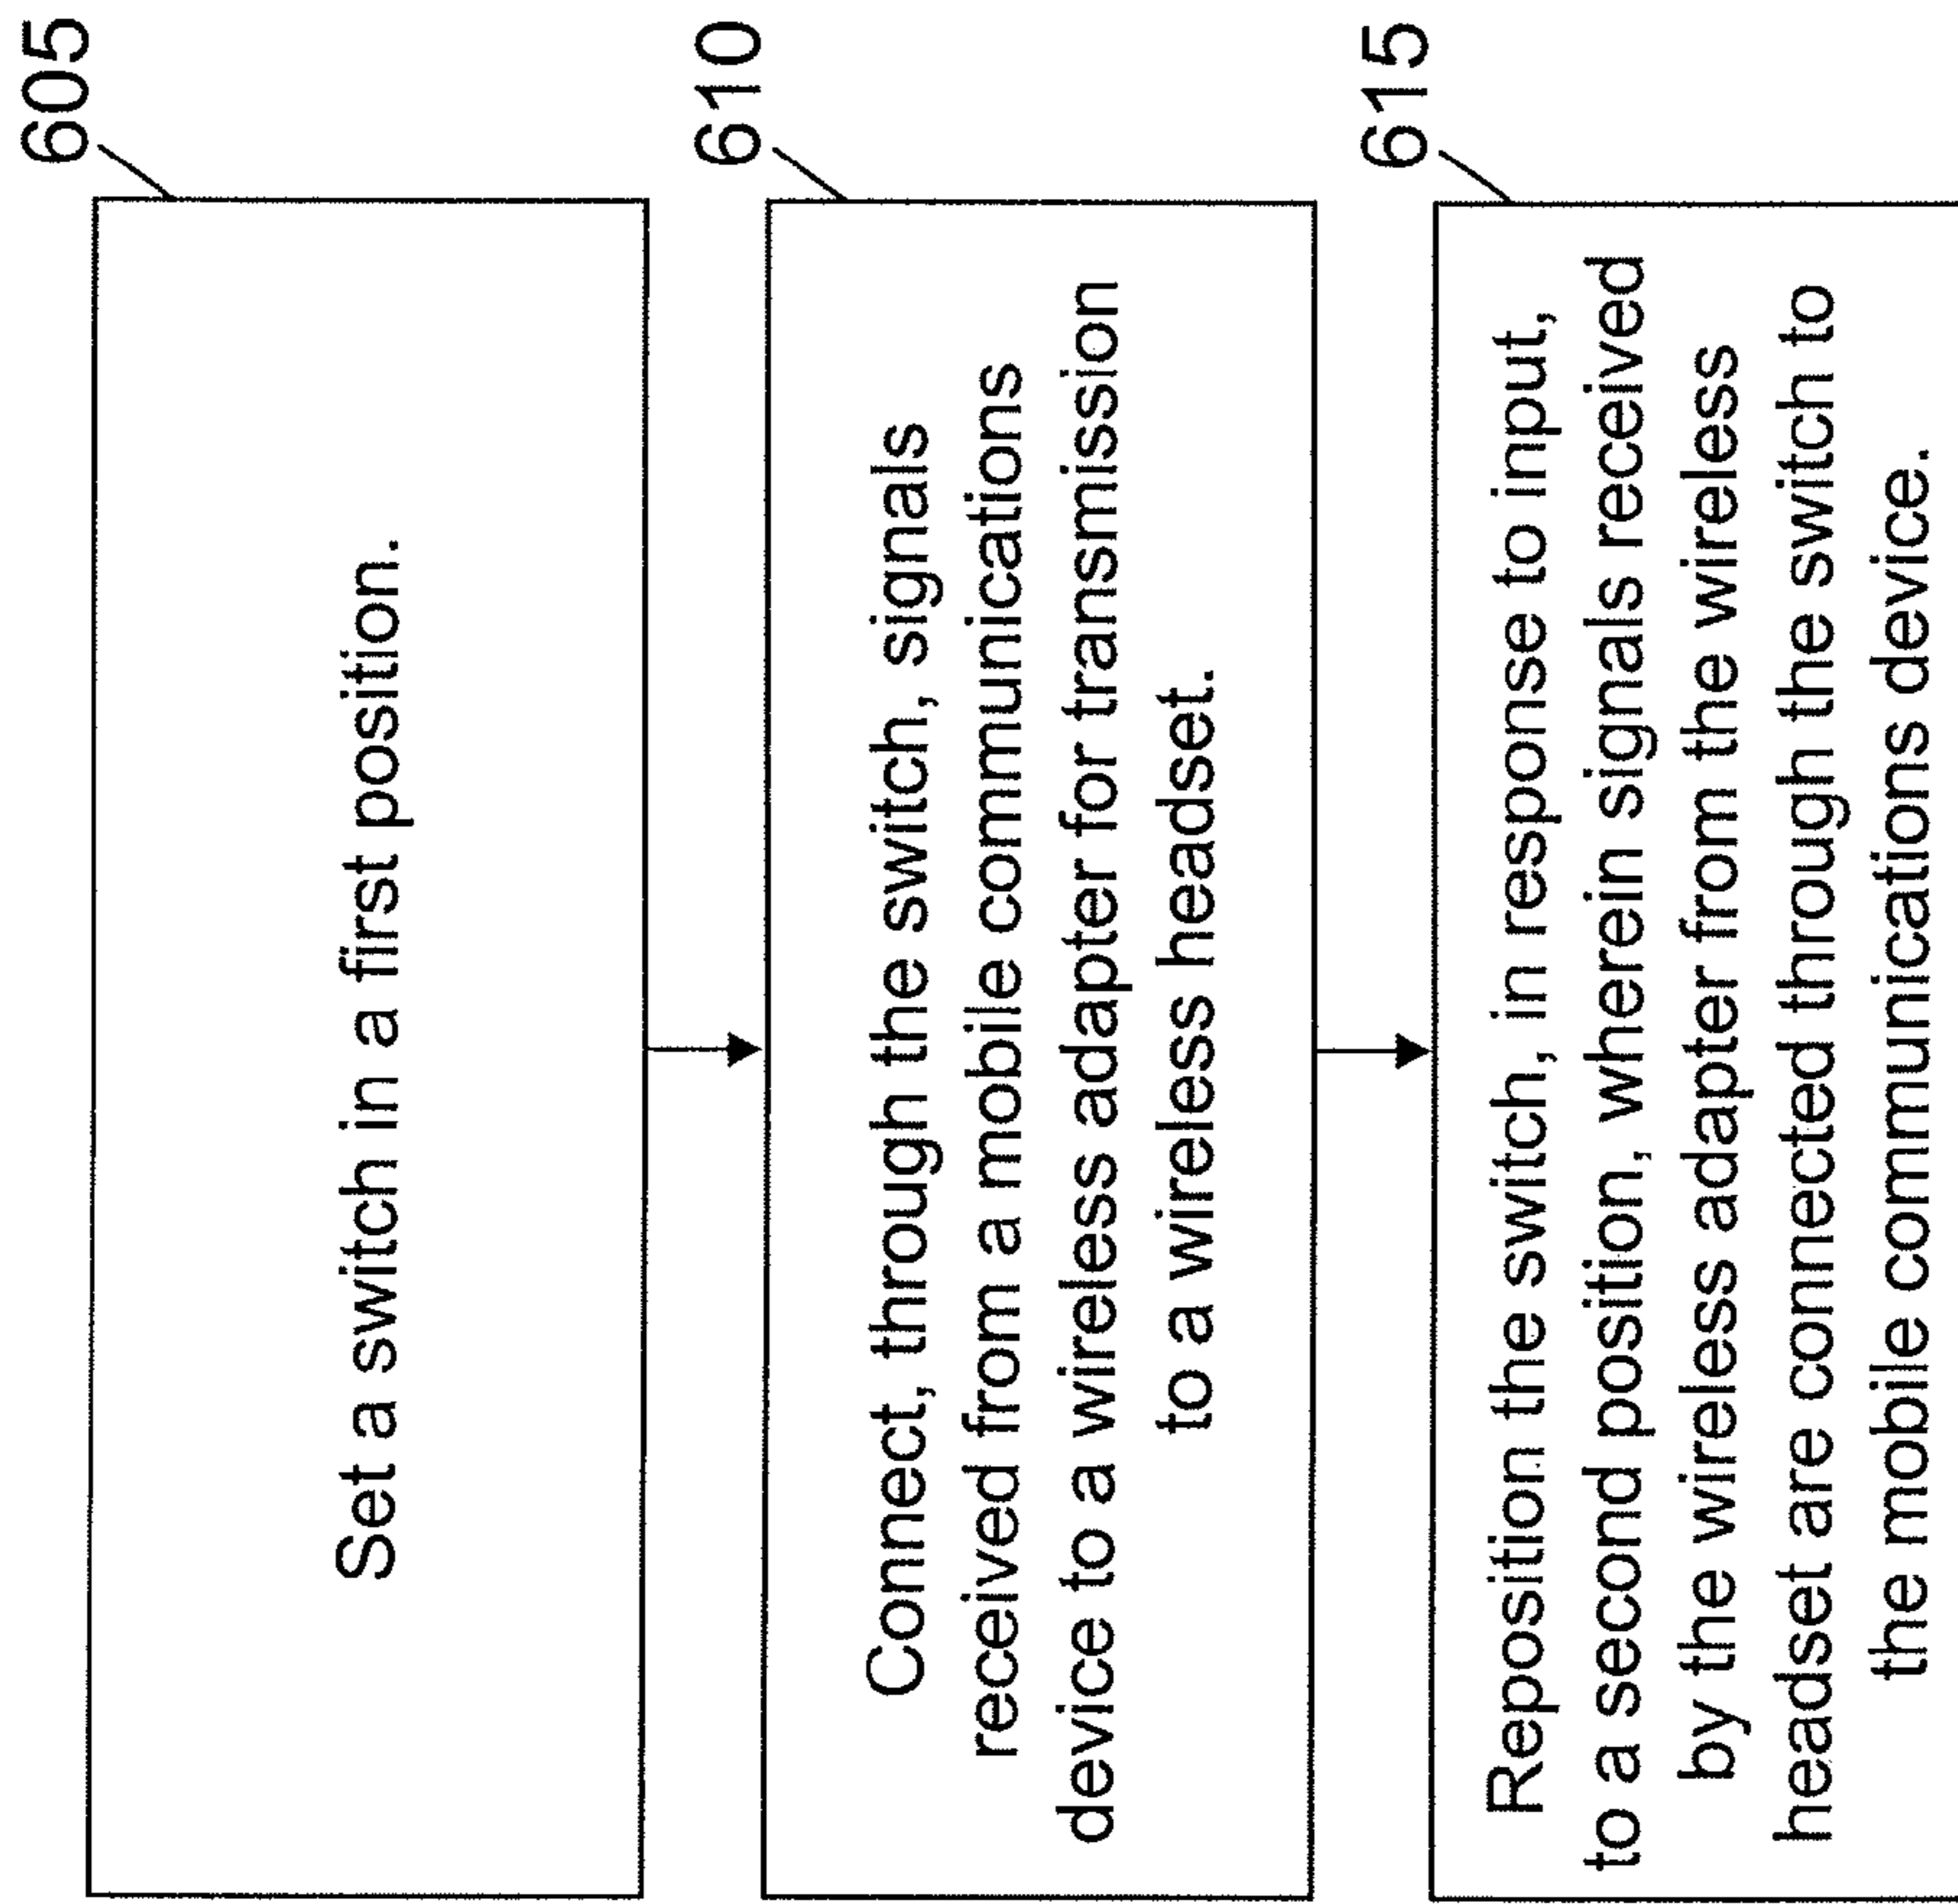 605
Set a switch in a first position.
610
Connect, through the switch, signals
received from a mobile communications
device to a wireless adapter for transmission
to a wireless headset.
615
Reposition the switch, in response to input,
to a second position, wherein signals received
by the wireless adapter from the wireless
headset are connected through the switch to
the mobile communications device.